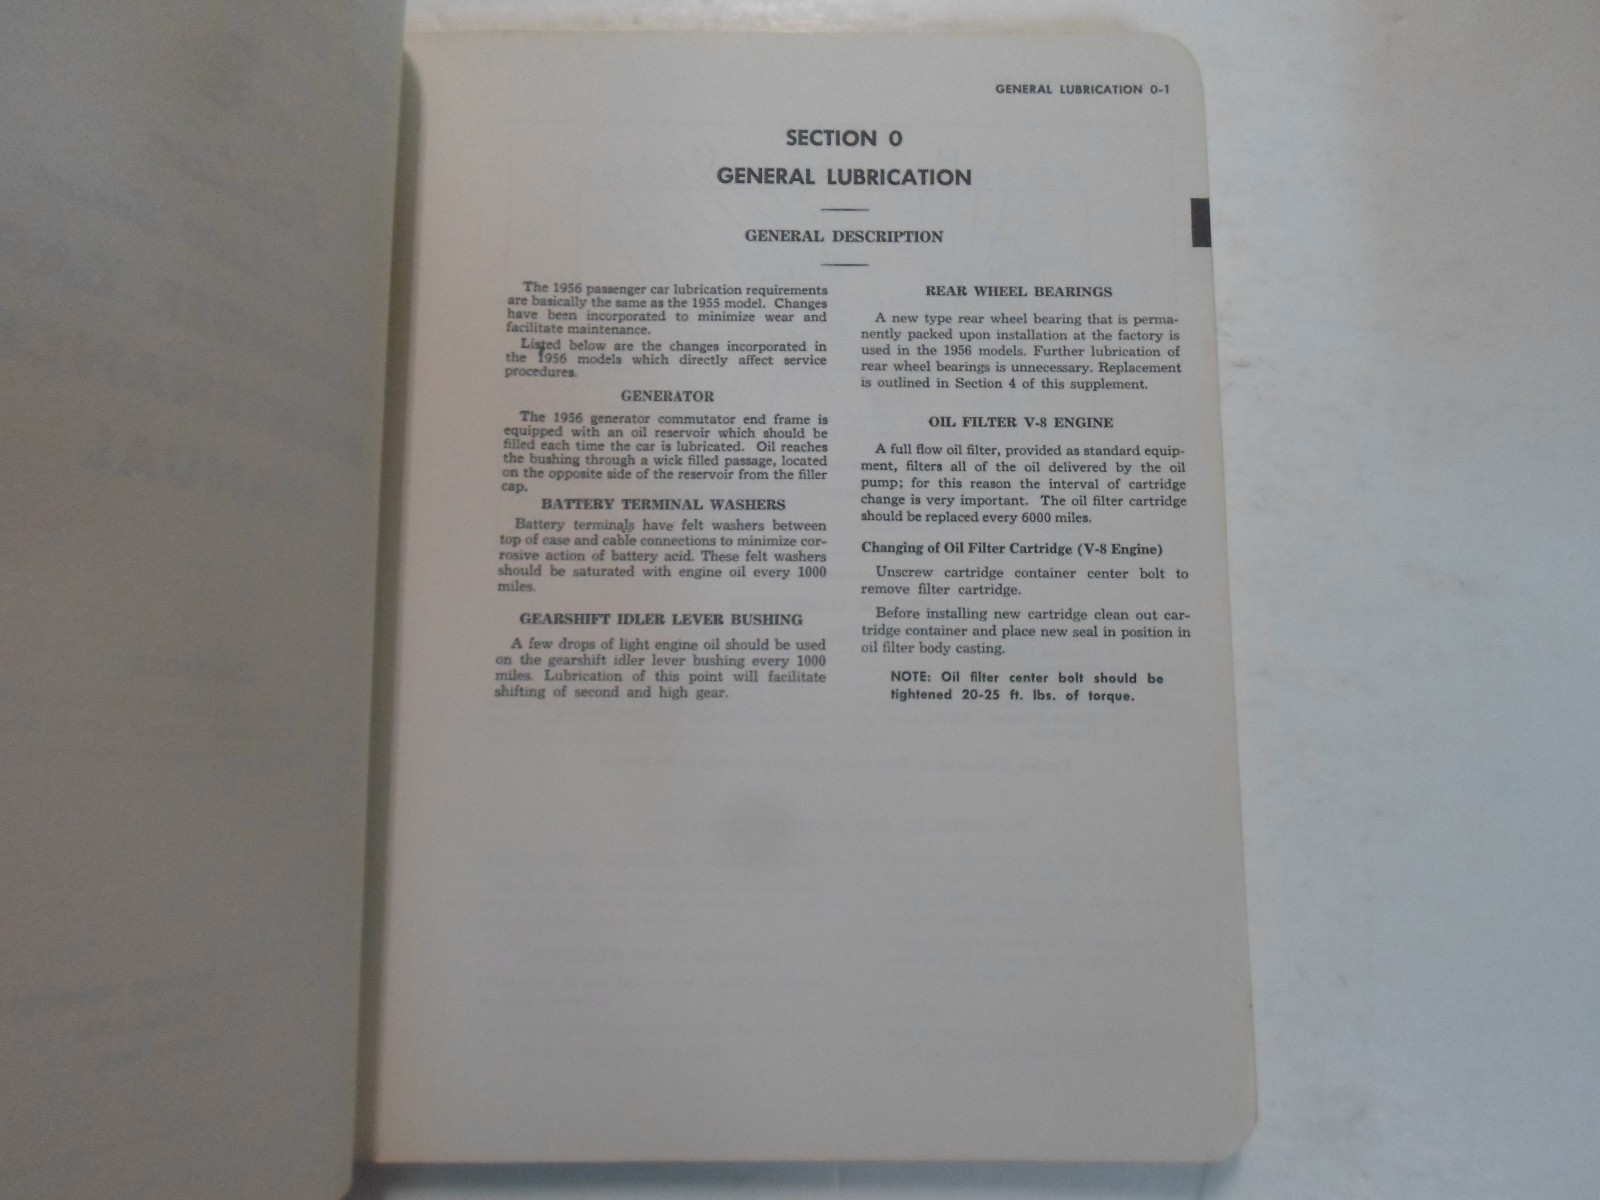 GENERAL LUBRICATION 0-1
SECTION 0
GENERAL LUBRICATION
GENERAL DESCRIPTION
The 1956 passenger car lubrication requirements
are basically the same as the 1955 model. Changes
have been incorporated to minimize wear and
facilitate maintenance.
Listed below are the changes incorporated in
the 1956 models which directly affect service
procedures.
GENERATOR
The 1956 generator commutator end frame is
equipped with an oil reservoir which should be
filled each time the car is lubricated. Oil reaches
the bushing through a wick filled passage, located
on the opposite side of the reservoir from the filler
cap.
BATTERY TERMINAL WASHERS
Battery terminals have felt washers between
top of case and cable connections to minimize cor-
rosive action of battery acid. These felt washers
should be saturated with engine oil every 1000
miles.
GEARSHIFT IDLER LEVER BUSHING
A few drops of light engine oil should be used
on the gearshift idler lever bushing every 1000
miles. Lubrication of this point will facilitate
shifting of second and high gear.
REAR WHEEL BEARINGS
A new type rear wheel bearing that is perma-
nently packed upon installation at the factory is
used in the 1956 models. Further lubrication of
rear wheel bearings is unnecessary. Replacement
is outlined in Section 4 of this supplement.
OIL FILTER V-8 ENGINE
A full flow oil filter, provided as standard equip-
ment, filters all of the oil delivered by the oil
pump; for this reason the interval of cartridge
change is very important. The oil filter cartridge
should be replaced every 6000 miles.
Changing of Oil Filter Cartridge (V-8 Engine)
Unscrew cartridge container center bolt to
remove filter cartridge.
Before installing new cartridge clean out car-
tridge container and place new seal in position in
oil filter body casting.
NOTE: Oil filter center bolt should be
tightened 20-25 ft. lbs. of torque.